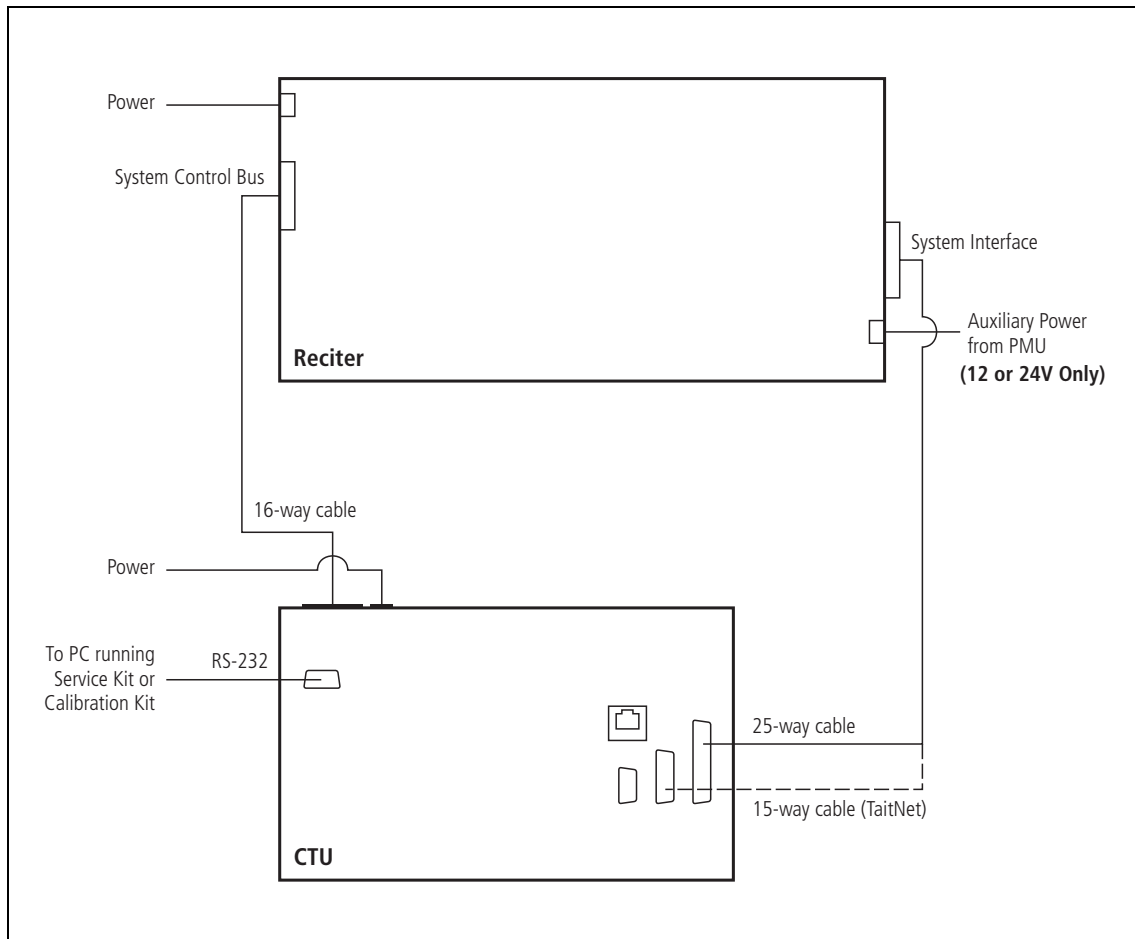 Power
System Control Bus
System Interface
Auxiliary Power
from PMU
(12 or 24V Only)
Reciter
16-way cable
Power
To PC running
Service Kit or
Calibration Kit
RS-232
25-way cable
15-way cable (TaitNet)
CTU